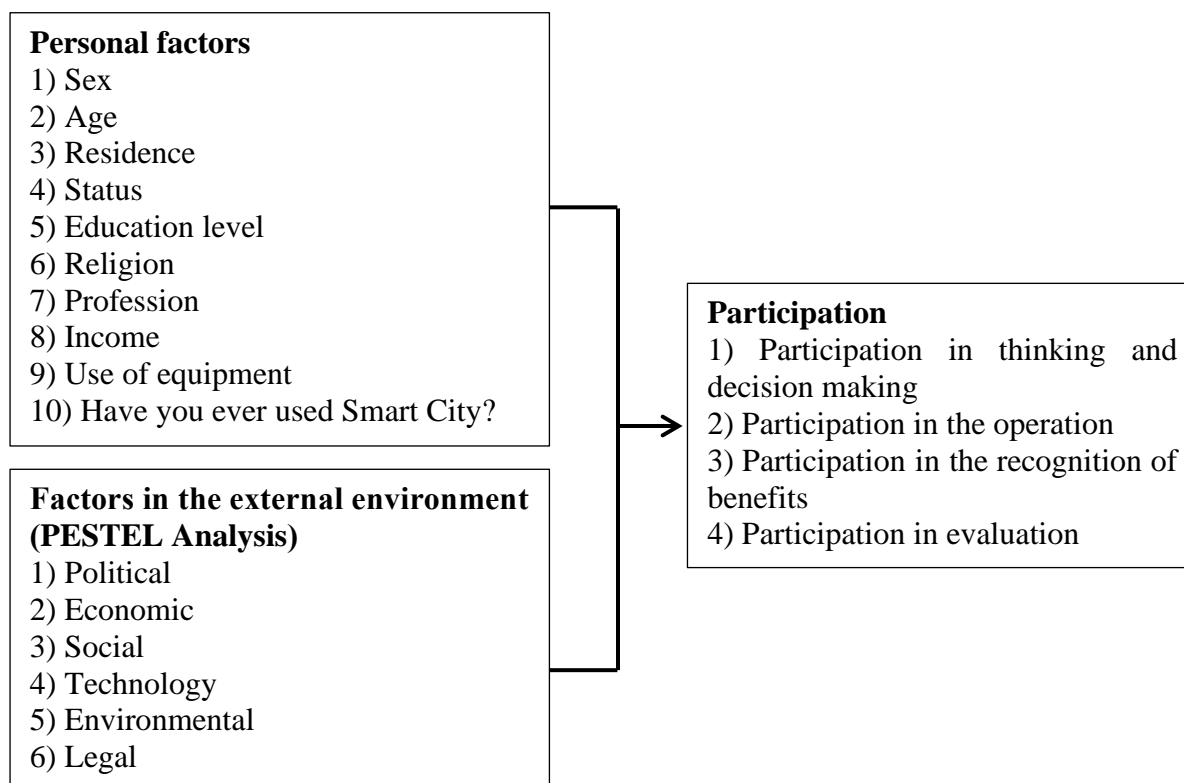 Personal factors
1) Sex
2) Age
3) Residence
4) Status
5) Education level
6) Religion
7) Profession
8) Income
9) Use of equipment
10) Have you ever used Smart City?
Factors in the external environment
(PESTEL Analysis)
1) Political
2) Economic
3) Social
4) Technology
5) Environmental
6) Legal
Participation
1) Participation in thinking and
decision making
2) Participation in the operation
3) Participation in the recognition of
benefits
4) Participation in evaluation